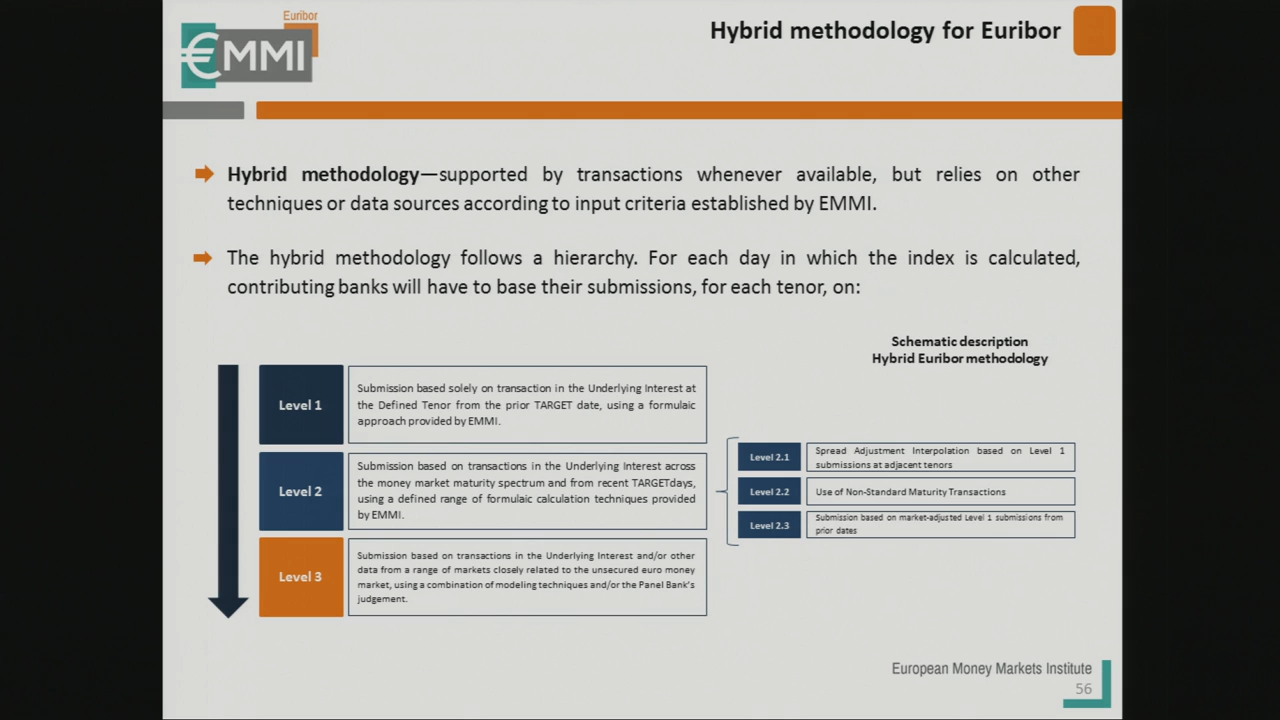 Euribor
€MMI
Hybrid methodology for Euribor
Hybrid methodology—supported by transactions whenever available, but relies on other
techniques or data sources according to input criteria established by EMMI.
The hybrid methodology follows a hierarchy. For each day in which the index is calculated,
contributing banks will have to base their submissions, for each tenor, on:
Schematic description
Hybrid Euribor methodology
Level 1
Submission based solely on transaction in the Underlying Interest at
the Defined Tenor from the prior TARGET date, using a formulaic
approach provided by EMMI.
Level 2
Submission based on transactions in the Underlying Interest across
the money market maturity spectrum and from recent TARGETdays,
using a defined range of formulaic calculation techniques provided
by EMMI.
Level 2.1
Spread Adjustment Interpolation based on Level 1
submissions at adjacent tenors
Level 2.2
Use of Non-Standard Maturity Transactions
Level 2.3
Submission based on market-adjusted Level 1 submissions from
prior dates
Level 3
Submission based on transactions in the Underlying Interest and/or other
data from a range of markets closely related to the unsecured euro money
market, using a combination of modeling techniques and/or the Panel Bank's
judgement.
European Money Markets Institute
56